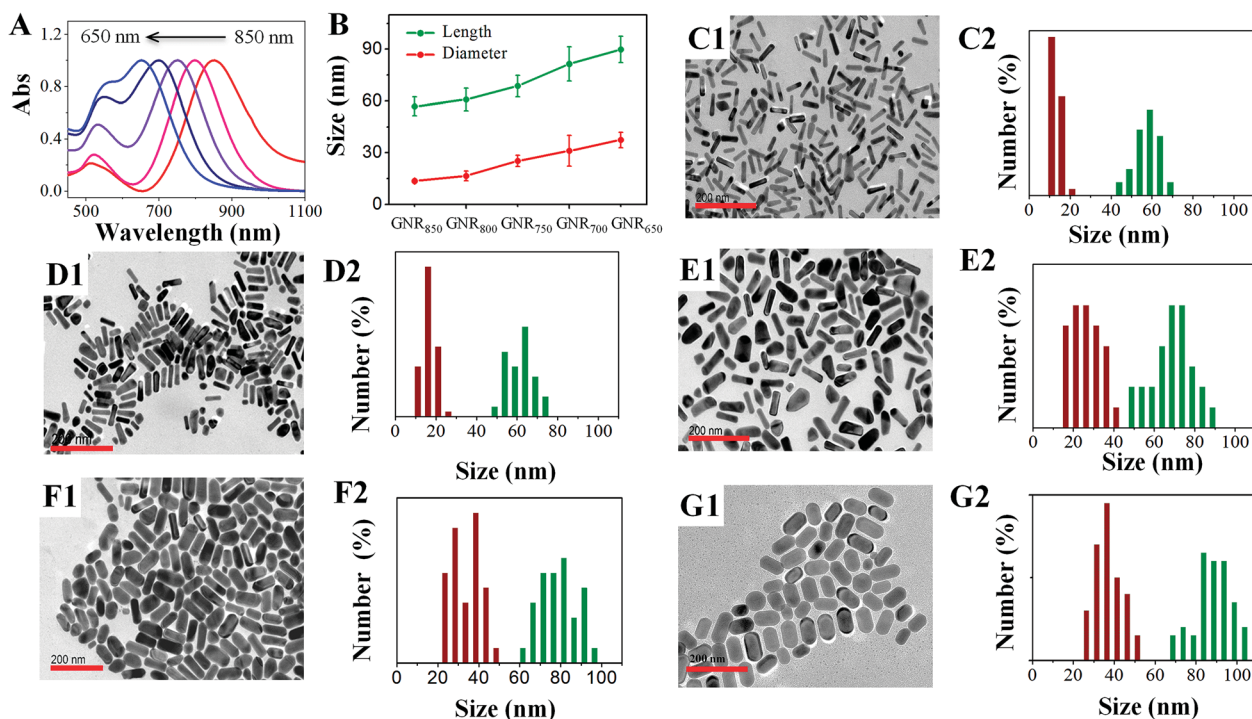 A
650 nm
850 nm
1.2
0.8
0.4
0.0
Abs
500
700
900
1100
Wavelength (nm)
B
Length
Diameter
90
60
30
0
Size (nm)
GNR850
GNR800
GNR750
GNR700
GNR650
C1
200 nm
C2
Number (%)
0
20
40
60
80
100
Size (nm)
D1
200 nm
D2
Number (%)
0
20
40
60
80
100
Size (nm)
E1
200 nm
E2
Number (%)
0
20
40
60
80
100
Size (nm)
F1
200 nm
F2
Number (%)
0
20
40
60
80
100
Size (nm)
G1
200 nm
G2
Number (%)
0
20
40
60
80
100
Size (nm)